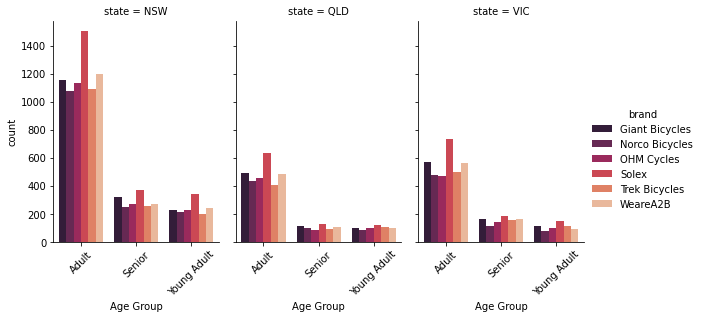 state = NSW
state = QLD
state = VIC
1400
1200
1000
800
600
400
200
0
count
Adult
Senior
Young Adult
Age Group
Adult
Senior
Young Adult
Age Group
Adult
Senior
Young Adult
Age Group
brand
Giant Bicycles
Norco Bicycles
OHM Cycles
Solex
Trek Bicycles
WeareA2B